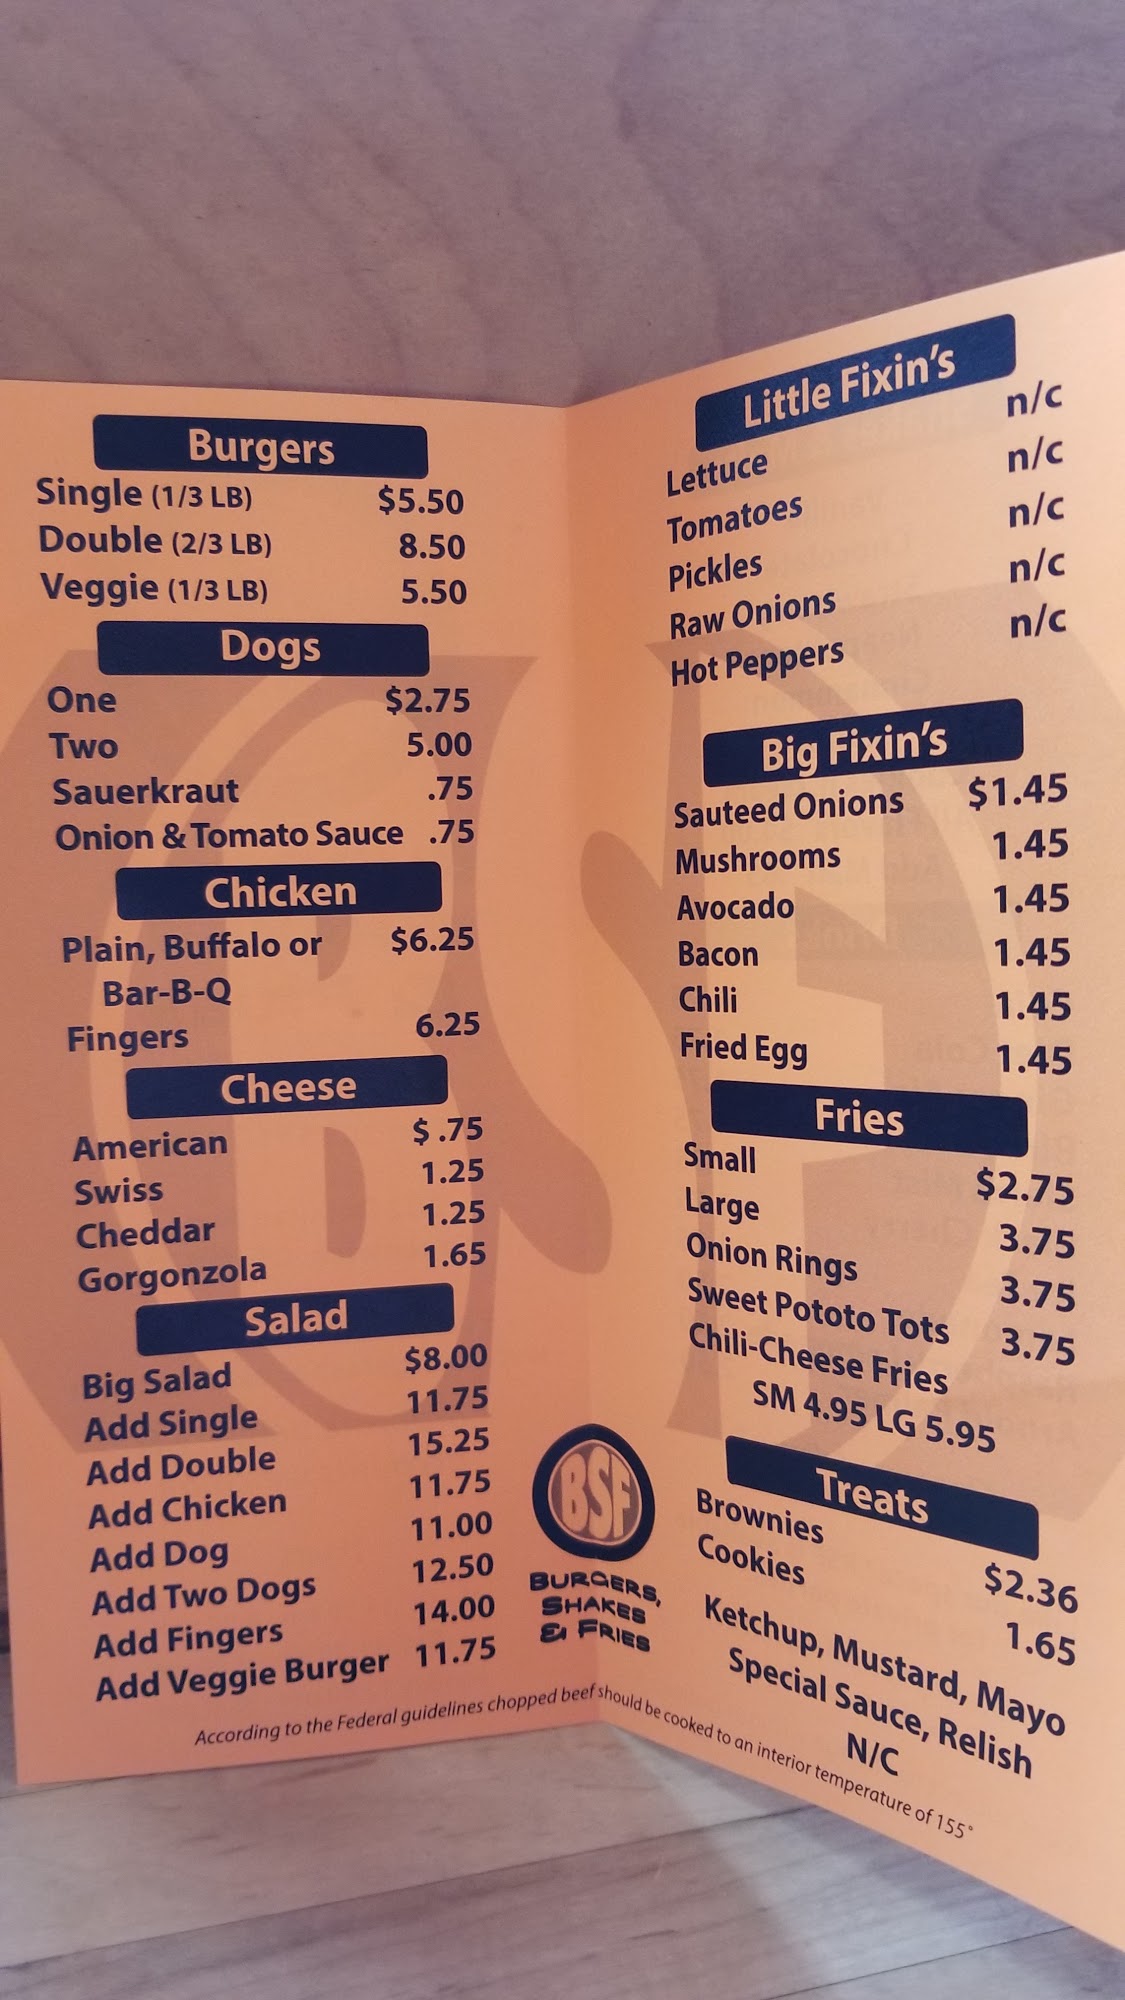 Burgers
Single (1/3 LB) $5.50
Double (2/3 LB) 8.50
Veggie (1/3 LB) 5.50
Dogs
One $2.75
Two 5.00
Sauerkraut .75
Onion & Tomato Sauce .75
Chicken
Plain, Buffalo or $6.25
Bar-B-Q
Fingers 6.25
Cheese
American $ .75
Swiss 1.25
Cheddar 1.25
Gorgonzola 1.65
Salad
Big Salad $8.00
Add Single 11.75
Add Double 15.25
Add Chicken 11.75
Add Dog 11.00
Add Two Dogs 12.50
Add Fingers 14.00
Add Veggie Burger 11.75
Little Fixin's
Lettuce n/c
Tomatoes n/c
Pickles n/c
Raw Onions n/c
Hot Peppers n/c
Big Fixin's
Sauteed Onions $1.45
Mushrooms 1.45
Avocado 1.45
Bacon 1.45
Chili 1.45
Fried Egg 1.45
Fries
Small $2.75
Large 3.75
Onion Rings 3.75
Sweet Pototo Tots 3.75
Chili-Cheese Fries
SM 4.95 LG 5.95
Treats
Brownies $2.36
Cookies 1.65
Ketchup, Mustard, Mayo
Special Sauce, Relish
N/C
BSF
BURGERS,
SHAKES
& FRIES
According to the Federal guidelines chopped beef should be cooked to an interior temperature of 155°